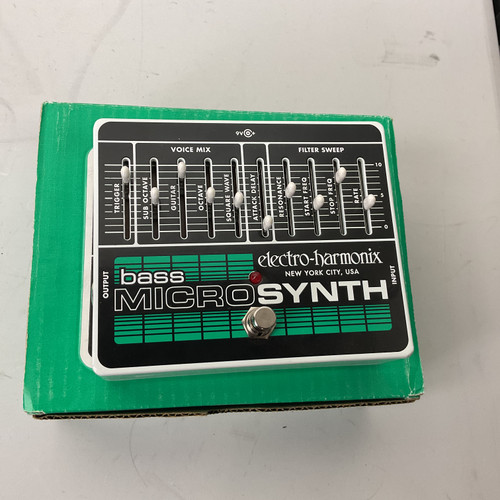 9V
VOICE MIX
FILTER SWEEP
TRIGGER
SUB OCTAVE
GUITAR
OCTAVE
SQUARE WAVE
ATTACK DELAY
RESONANCE
START FREQ
STOP FREQ
RATE
10
0
electro-harmonix
NEW YORK CITY, USA
OUTPUT
INPUT
bass
MICROSYNTH